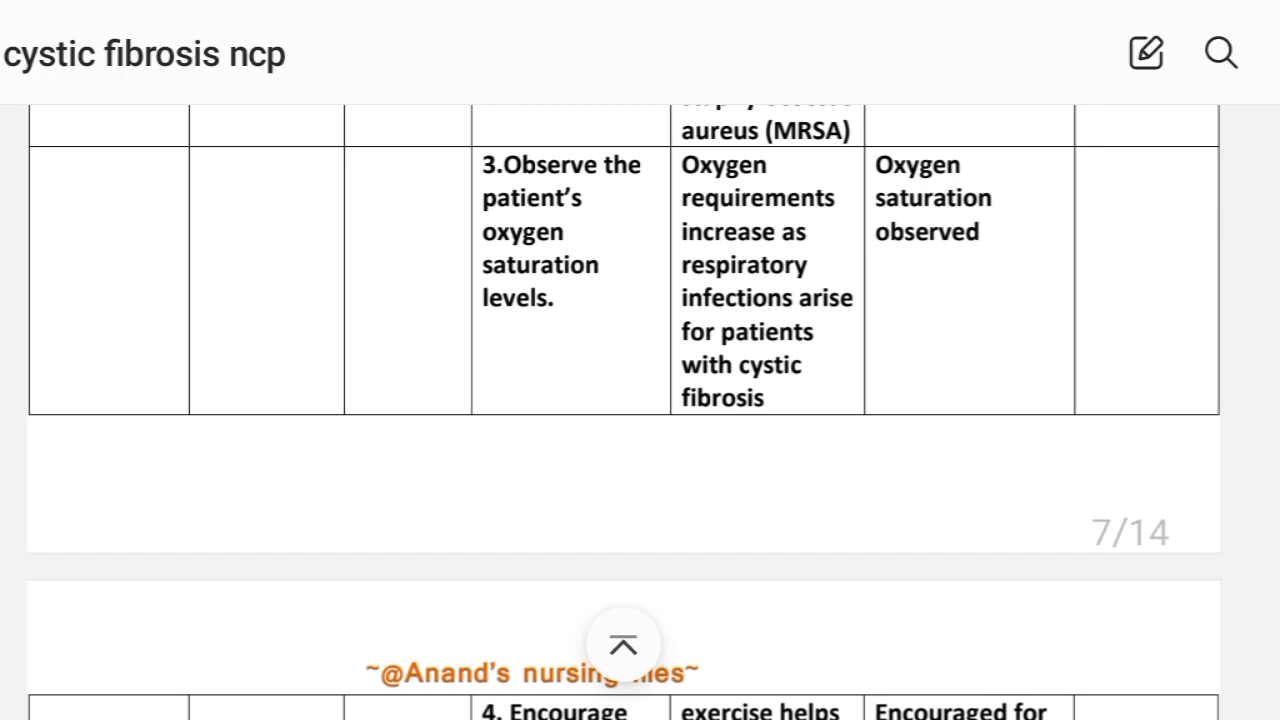 cystic fibrosis ncp
aureus (MRSA)
3.Observe the
patient's
oxygen
saturation
levels.
Oxygen
requirements
increase as
respiratory
infections arise
for patients
with cystic
fibrosis
Oxygen
saturation
observed
7/14
~@Anand's nursing
4. Encourage
exercise helps
Encouraged for